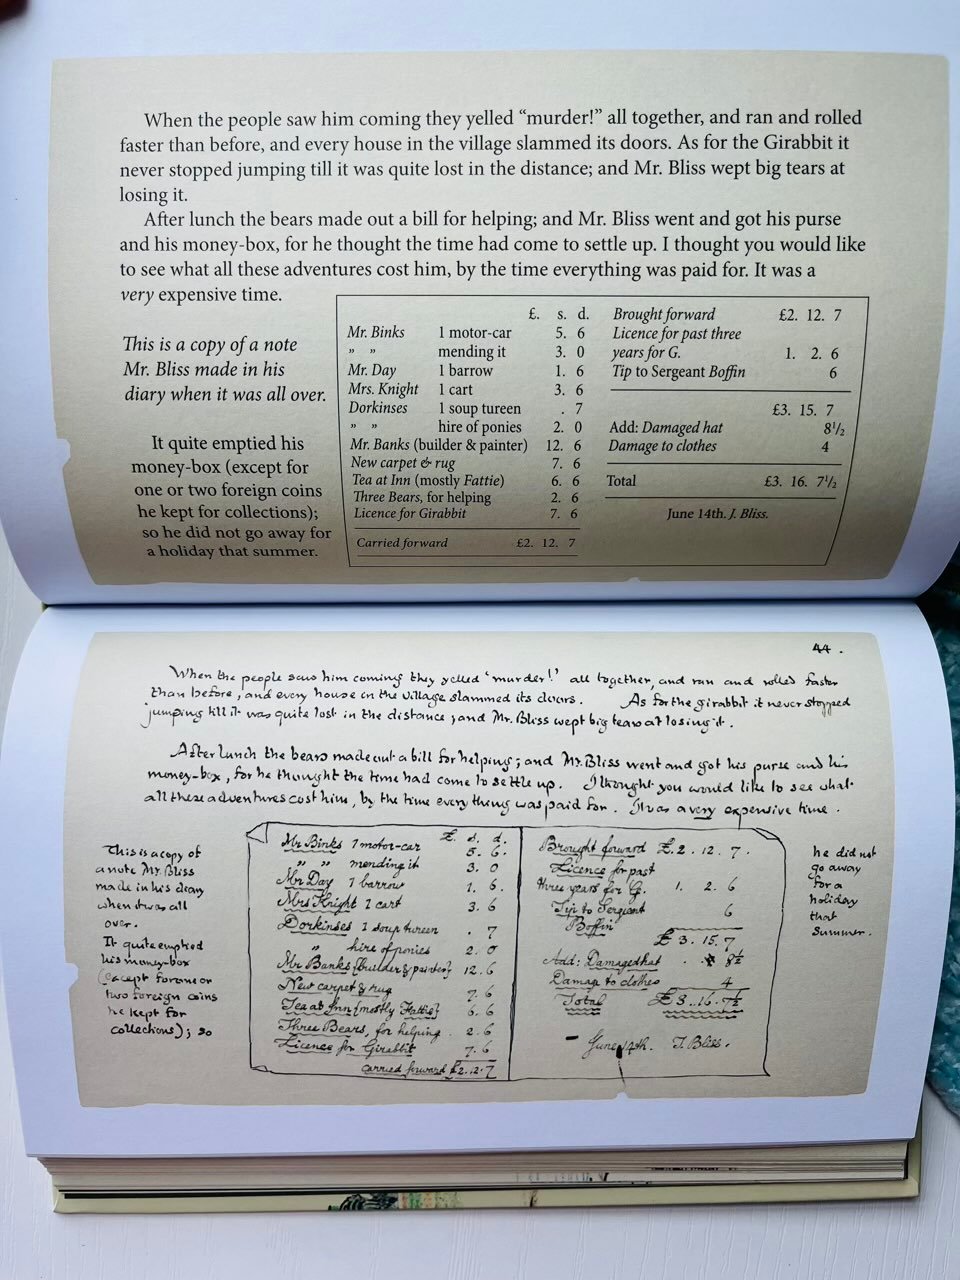 When the people saw him coming they yelled “murder!” all together, and ran and rolled
faster than before, and every house in the village slammed its doors. As for the Girabbit it
never stopped jumping till it was quite lost in the distance; and Mr. Bliss wept big tears at
losing it.
After lunch the bears made out a bill for helping; and Mr. Bliss went and got his purse
and his money-box, for he thought the time had come to settle up. I thought you would like
to see what all these adventures cost him, by the time everything was paid for. It was a
very expensive time.
This is a copy of a note
Mr. Bliss made in his
diary when it was all over.
It quite emptied his
money-box (except for
one or two foreign coins
he kept for collections);
so he did not go away for
a holiday that summer.
£. s. d.
Mr. Binks 1 motor-car 5. 6
” ” mending it 3. 0
Mr. Day 1 barrow 1. 6
Mrs. Knight 1 cart 3. 6
Dorkinses 1 soup tureen . 7
” ” hire of ponies 2. 0
Mr. Banks (builder & painter) 12. 6
New carpet & rug 7. 6
Tea at Inn (mostly Fattie) 6. 6
Three Bears, for helping 2. 6
Licence for Girabbit 7. 6
Carried forward £2. 12. 7
Brought forward £2. 12. 7
Licence for past three
years for G. 1. 2. 6
Tip to Sergeant Boffin 6
£3. 15. 7
Add: Damaged hat 8½
Damage to clothes 4
Total £3. 16. 7½
June 14th. J. Bliss.
44.
When the people saw him coming they yelled ‘murder!’ all together, and ran and rolled faster
than before, and every house in the village slammed its doors. As for the girabbit it never stopped
jumping till it was quite lost in the distance; and Mr. Bliss wept big tears at losing it.
After lunch the bears made out a bill for helping; and Mr. Bliss went and got his purse and his
money-box, for he thought the time had come to settle up. I thought you would like to see what
all these adventures cost him, by the time everything was paid for. It was a very expensive time.
This is a copy of
a note Mr. Bliss
made in his diary
when it was all
over.
It quite emptied
his money-box
(except for one or
two foreign coins
he kept for
collections); so
£. s. d.
Mr Binks 1 motor-car 5. 6.
” ” mending it 3. 0
Mr Day 1 barrow 1. 6.
Mrs Knight 1 cart 3. 6
Dorkinses 1 soup tureen . 7
” hire of ponies 2. 0
Mr. Banks (builder & painter) 12. 6
New carpet & rug 7. 6
Tea at Inn (mostly Fattie) 6. 6
Three Bears, for helping . 2. 6
Licence for Girabbit 7. 6
carried forward £2. 12. 7
Brought forward £2. 12. 7.
Licence for past
three years for G. 1. 2. 6
Tip to Sergeant 6
Boffin
£3. 15. 7
Add: Damaged hat . 8½
Damage to clothes 4
Total £3. 16. 7½
– June 14th. J. Bliss.
he did not
go away
for a
holiday
that
summer.